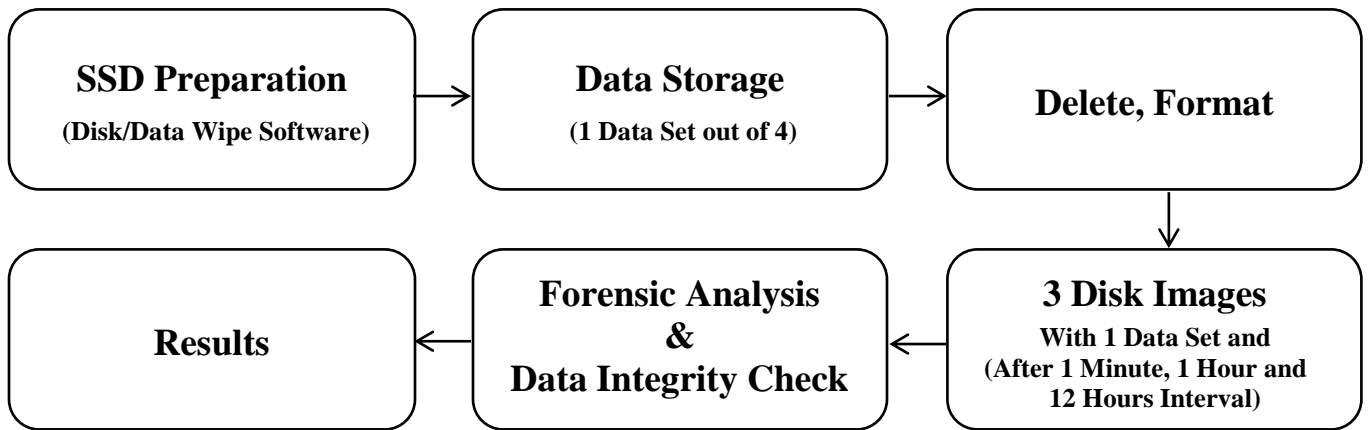 SSD Preparation
(Disk/Data Wipe Software)
Data Storage
(1 Data Set out of 4)
Delete, Format
3 Disk Images
With 1 Data Set and
(After 1 Minute, 1 Hour and
12 Hours Interval)
Forensic Analysis
&
Data Integrity Check
Results